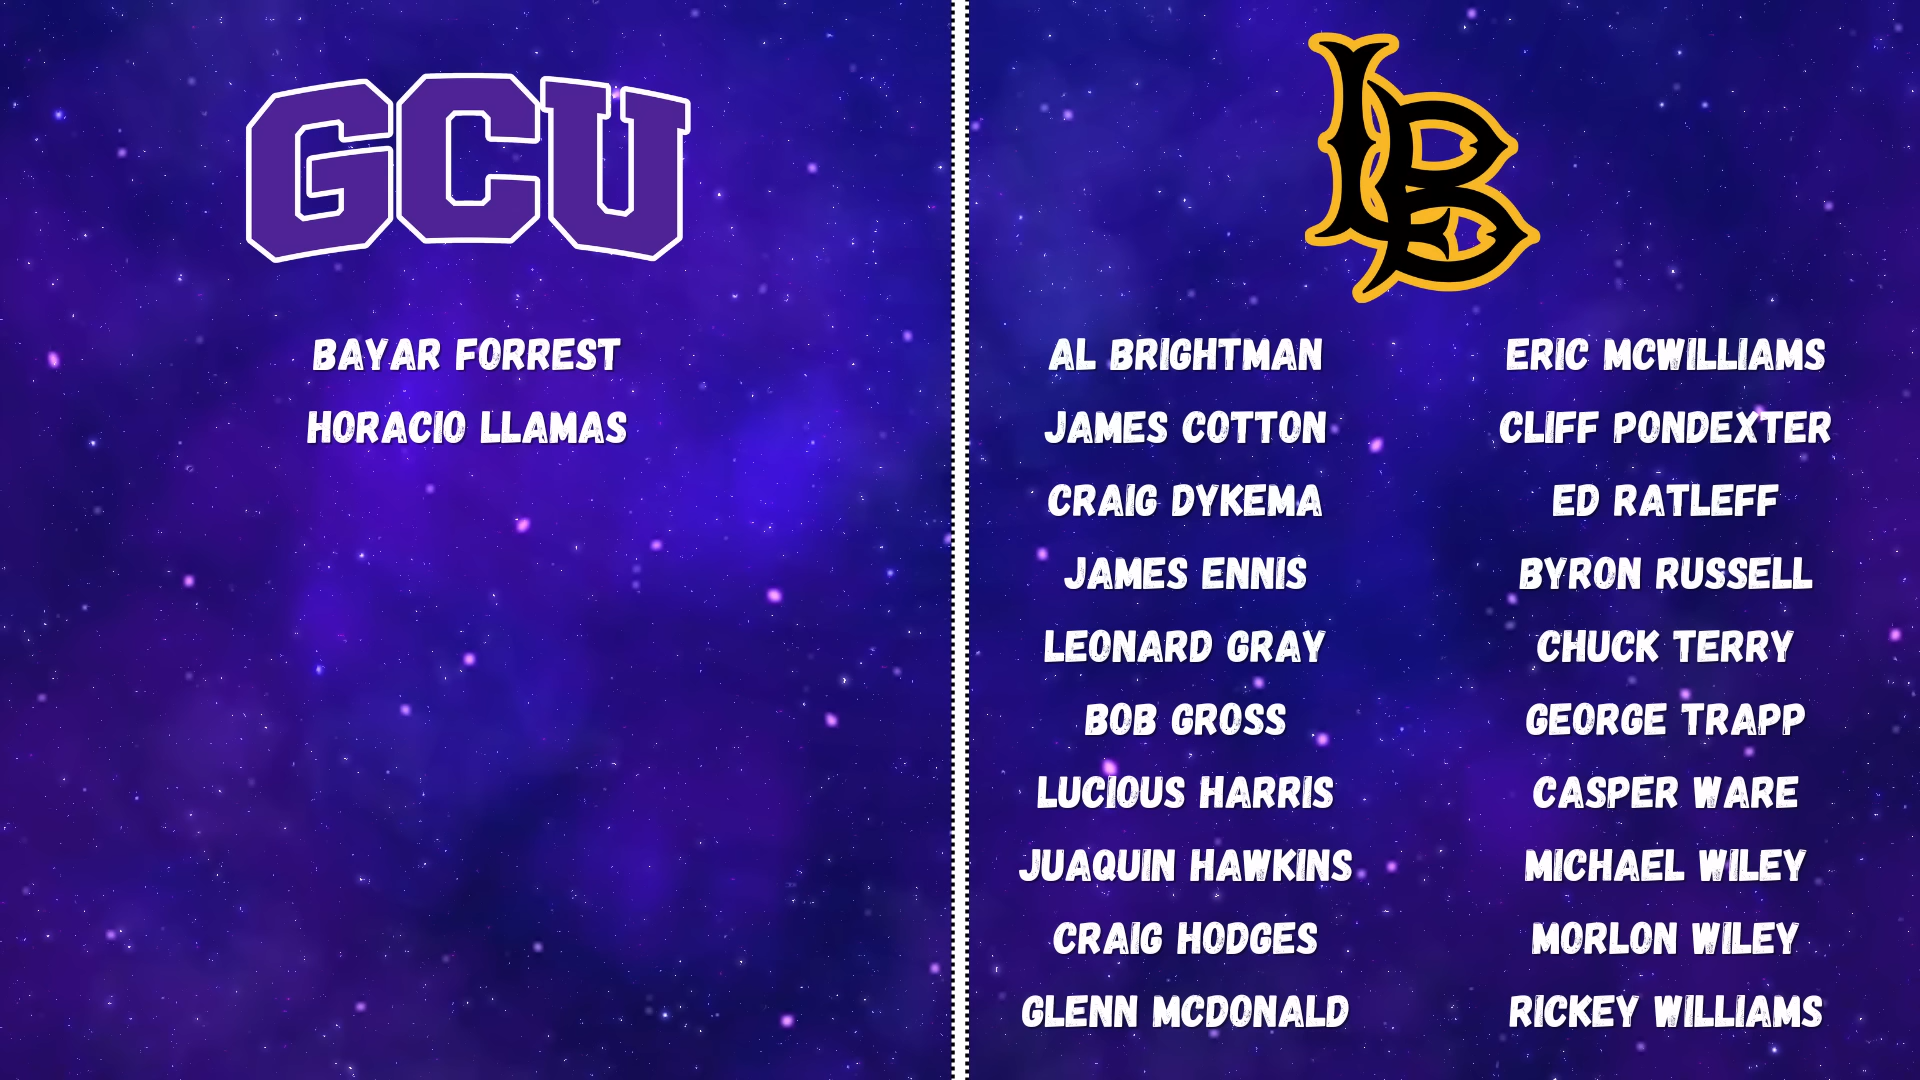 GCU
BAYAR FORREST
HORACIO LLAMAS
LB
AL BRIGHTMAN
JAMES COTTON
CRAIG DYKEMA
JAMES ENNIS
LEONARD GRAY
BOB GROSS
LUCIOUS HARRIS
JUAQUIN HAWKINS
CRAIG HODGES
GLENN MCDONALD
ERIC MCWILLIAMS
CLIFF PONDEXTER
ED RATLEFF
BYRON RUSSELL
CHUCK TERRY
GEORGE TRAPP
CASPER WARE
MICHAEL WILEY
MORLON WILEY
RICKEY WILLIAMS